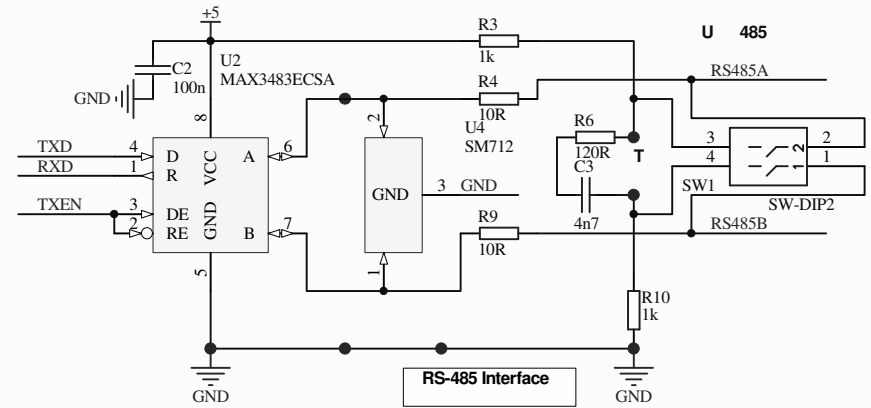 +5
R3
1k
U 485
C2
100n
GND
U2
MAX3483ECSA
R4
10R
RS485A
8
6
2
U4
SM712
R6
120R
T
3
2
2
TXD
4
D
VCC
A
RXD
1
R
C3
4n7
4
1
1
GND
3
GND
SW1
SW-DIP2
TXEN
3
DE
GND
7
R9
10R
RS485B
2
RE
B
5
1
R10
1k
GND
RS-485 Interface
GND